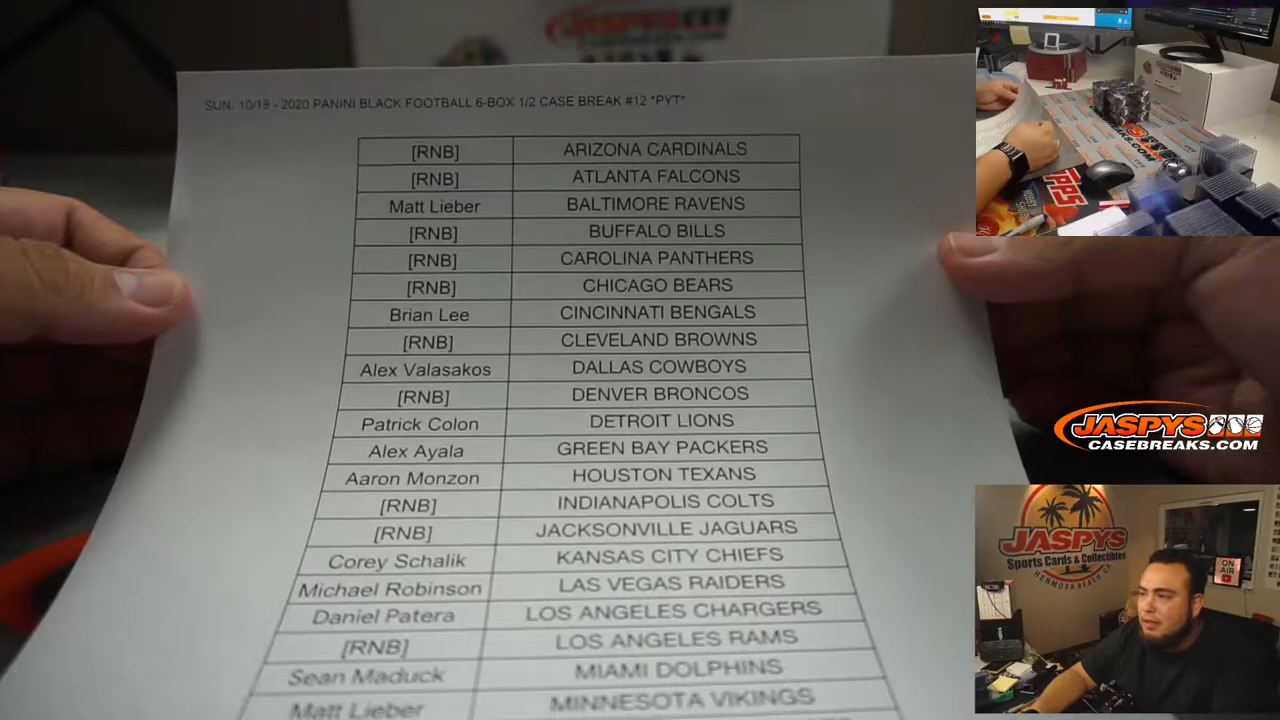 SUN. 10/18 - 2020 PANINI BLACK FOOTBALL 6-BOX 1/2 CASE BREAK #12 "PYT"
[RNB] ARIZONA CARDINALS
[RNB] ATLANTA FALCONS
Matt Lieber BALTIMORE RAVENS
[RNB] BUFFALO BILLS
[RNB] CAROLINA PANTHERS
[RNB] CHICAGO BEARS
Brian Lee CINCINNATI BENGALS
[RNB] CLEVELAND BROWNS
Alex Valasakos DALLAS COWBOYS
[RNB] DENVER BRONCOS
Patrick Colon DETROIT LIONS
Alex Ayala GREEN BAY PACKERS
Aaron Monzon HOUSTON TEXANS
[RNB] INDIANAPOLIS COLTS
[RNB] JACKSONVILLE JAGUARS
Corey Schalik KANSAS CITY CHIEFS
Michael Robinson LAS VEGAS RAIDERS
Daniel Patera LOS ANGELES CHARGERS
[RNB] LOS ANGELES RAMS
Sean Maduck MIAMI DOLPHINS
Matt Lieber MINNESOTA VIKINGS
JASPYS
JASPYS
CASEBREAKS.COM
JASPYS
Sports Cards & Collectibles
HERMOSA BEACH CA
ON AIR